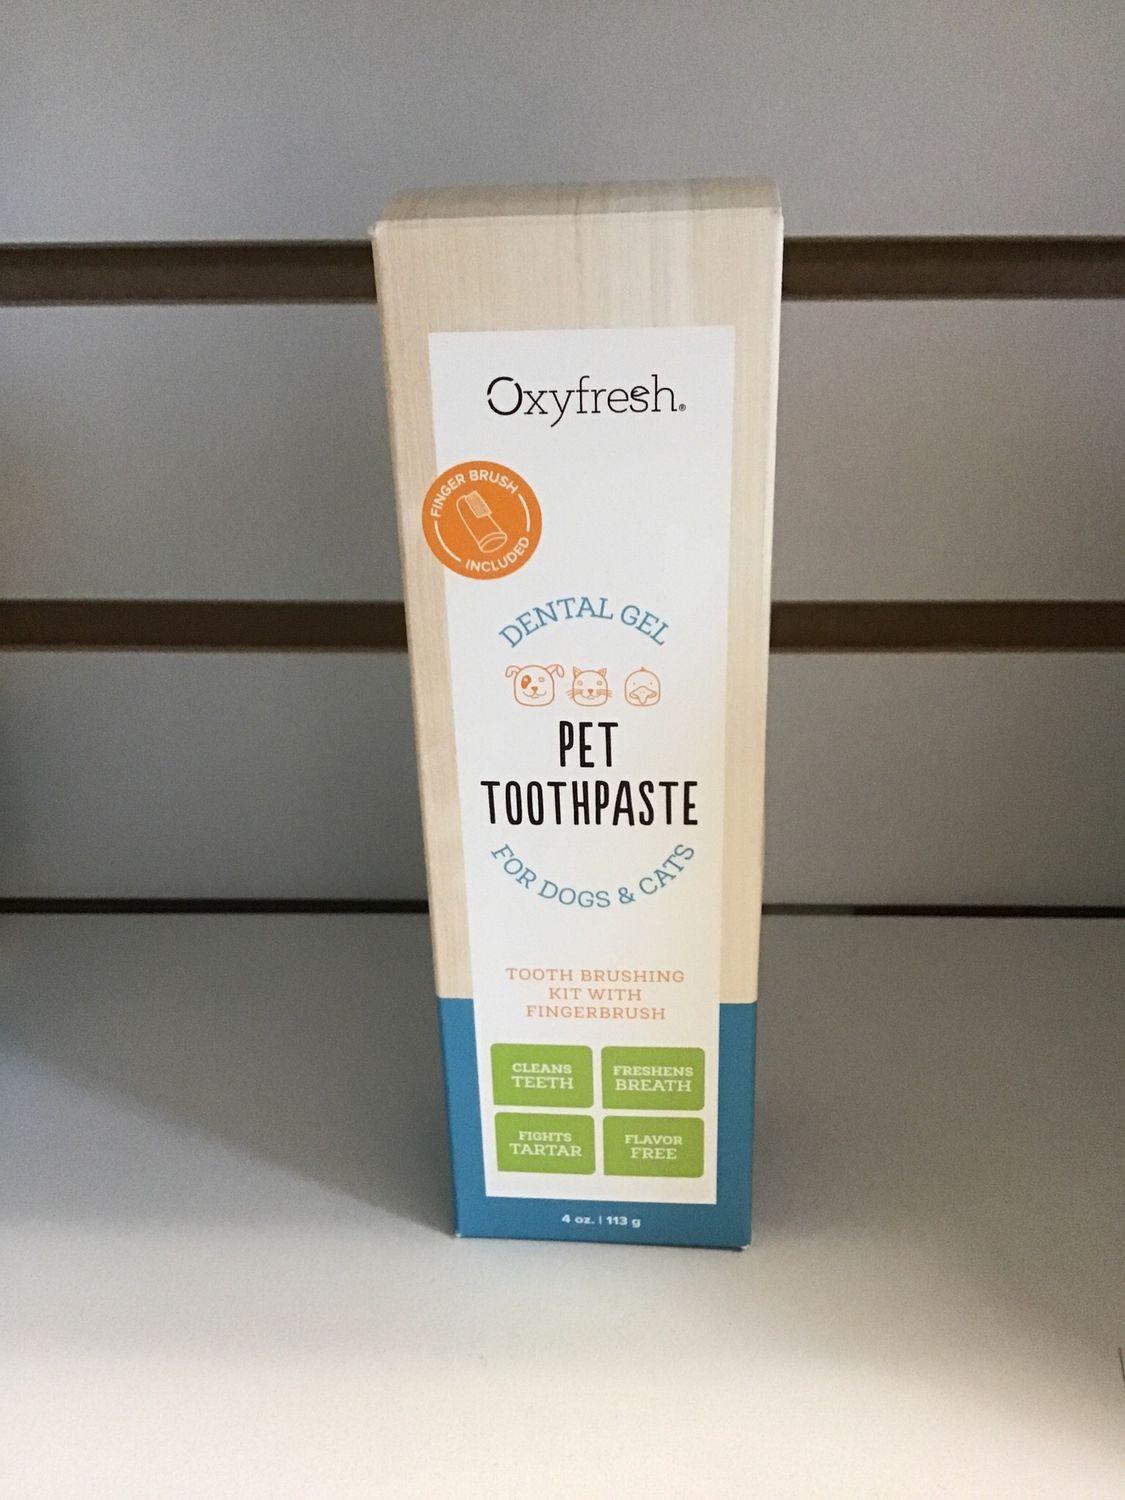 Oxyfresh®
FINGER BRUSH
INCLUDED
DENTAL GEL
PET
TOOTHPASTE
FOR DOGS & CATS
TOOTH BRUSHING
KIT WITH
FINGERBRUSH
CLEANS
TEETH
FRESHENS
BREATH
FIGHTS
TARTAR
FLAVOR
FREE
4 oz. | 113 g